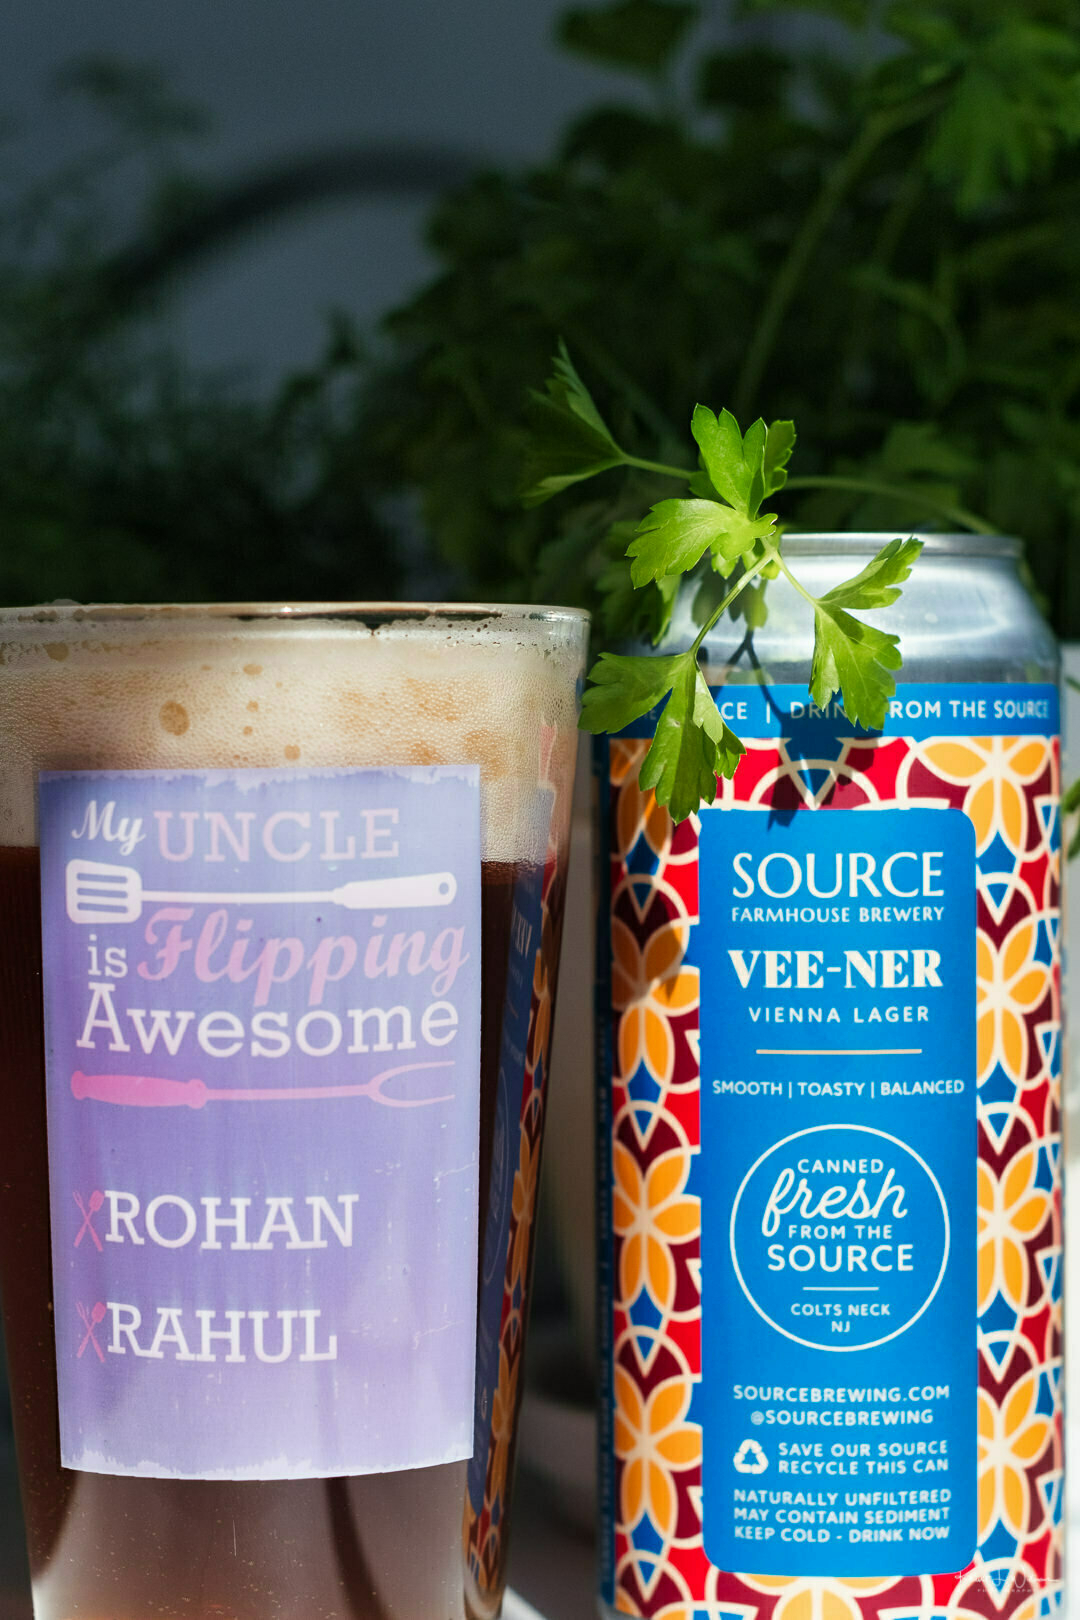 My UNCLE
is Flipping
Awesome
ROHAN
RAHUL
CE | DRIN FROM THE SOURCE
SOURCE
FARMHOUSE BREWERY
VEE-NER
VIENNA LAGER
SMOOTH | TOASTY | BALANCED
CANNED
fresh
FROM THE
SOURCE
COLTS NECK
NJ
SOURCEBREWING.COM
@SOURCEBREWING
SAVE OUR SOURCE
RECYCLE THIS CAN
NATURALLY UNFILTERED
MAY CONTAIN SEDIMENT
KEEP COLD - DRINK NOW